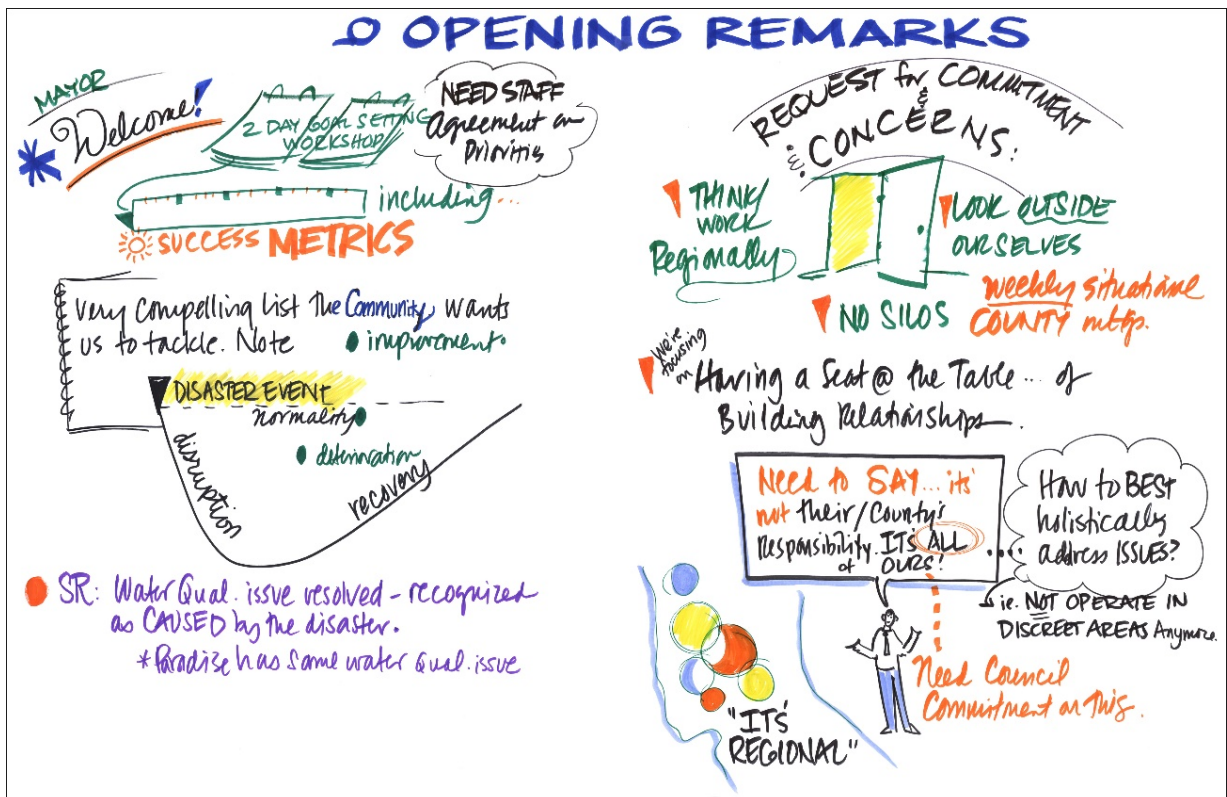 OPENING REMARKS
MAYOR
Welcome!
2 DAY GOAL SETTING
WORKSHOP
NEED STAFF
Agreement on
Priorities
including...
SUCCESS METRICS
Very compelling List The Community wants
us to tackle. Note
improvement.
DISASTER EVENT
normality
deterioration
disruption
recovery
SR: Water Qual. issue resolved - recognized
as CAUSED by the disaster.
*Paradise has same water Qual. issue
REQUEST for COMMITMENT
&
CONCERNS:
THINK/
WORK
Regionally
LOOK OUTSIDE
OURSELVES
NO SILOS
weekly situational
COUNTY mtgs.
We're
focusing
on
Having a Seat @ the Table... of
Building Relationships.
Need to SAY... its'
not their/County's
Responsibility. IT'S ALL
of OURS!
How to BEST
holistically
address ISSUES?
ie. NOT OPERATE IN
DISCREET AREAS Anymore.
Need Council
Commitment on This.
"ITS'
REGIONAL"